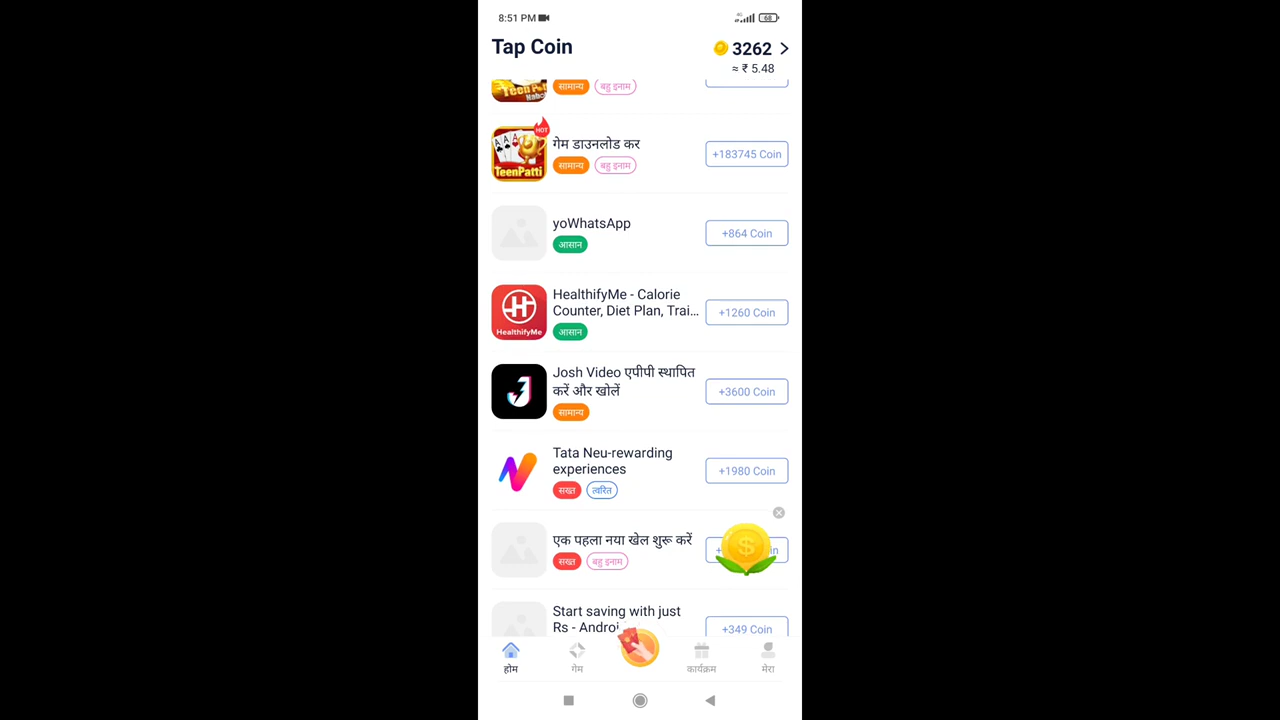 8:51 PM
68
Tap Coin
3262
≈ ₹ 5.48
सामान्य
बहु इनाम
HOT
गेम डाउनलोड कर
TeenPatti
सामान्य
बहु इनाम
+183745 Coin
yoWhatsApp
आसान
+864 Coin
HealthifyMe - Calorie
Counter, Diet Plan, Trai...
HealthifyMe
आसान
+1260 Coin
Josh Video एपीपी स्थापित
करें और खोलें
सामान्य
+3600 Coin
Tata Neu-rewarding
experiences
सख्त
त्वरित
+1980 Coin
एक पहला नया खेल शुरू करें
सख्त
बहु इनाम
Start saving with just
Rs - Androi
+349 Coin
होम
गेम
कार्यक्रम
मेरा